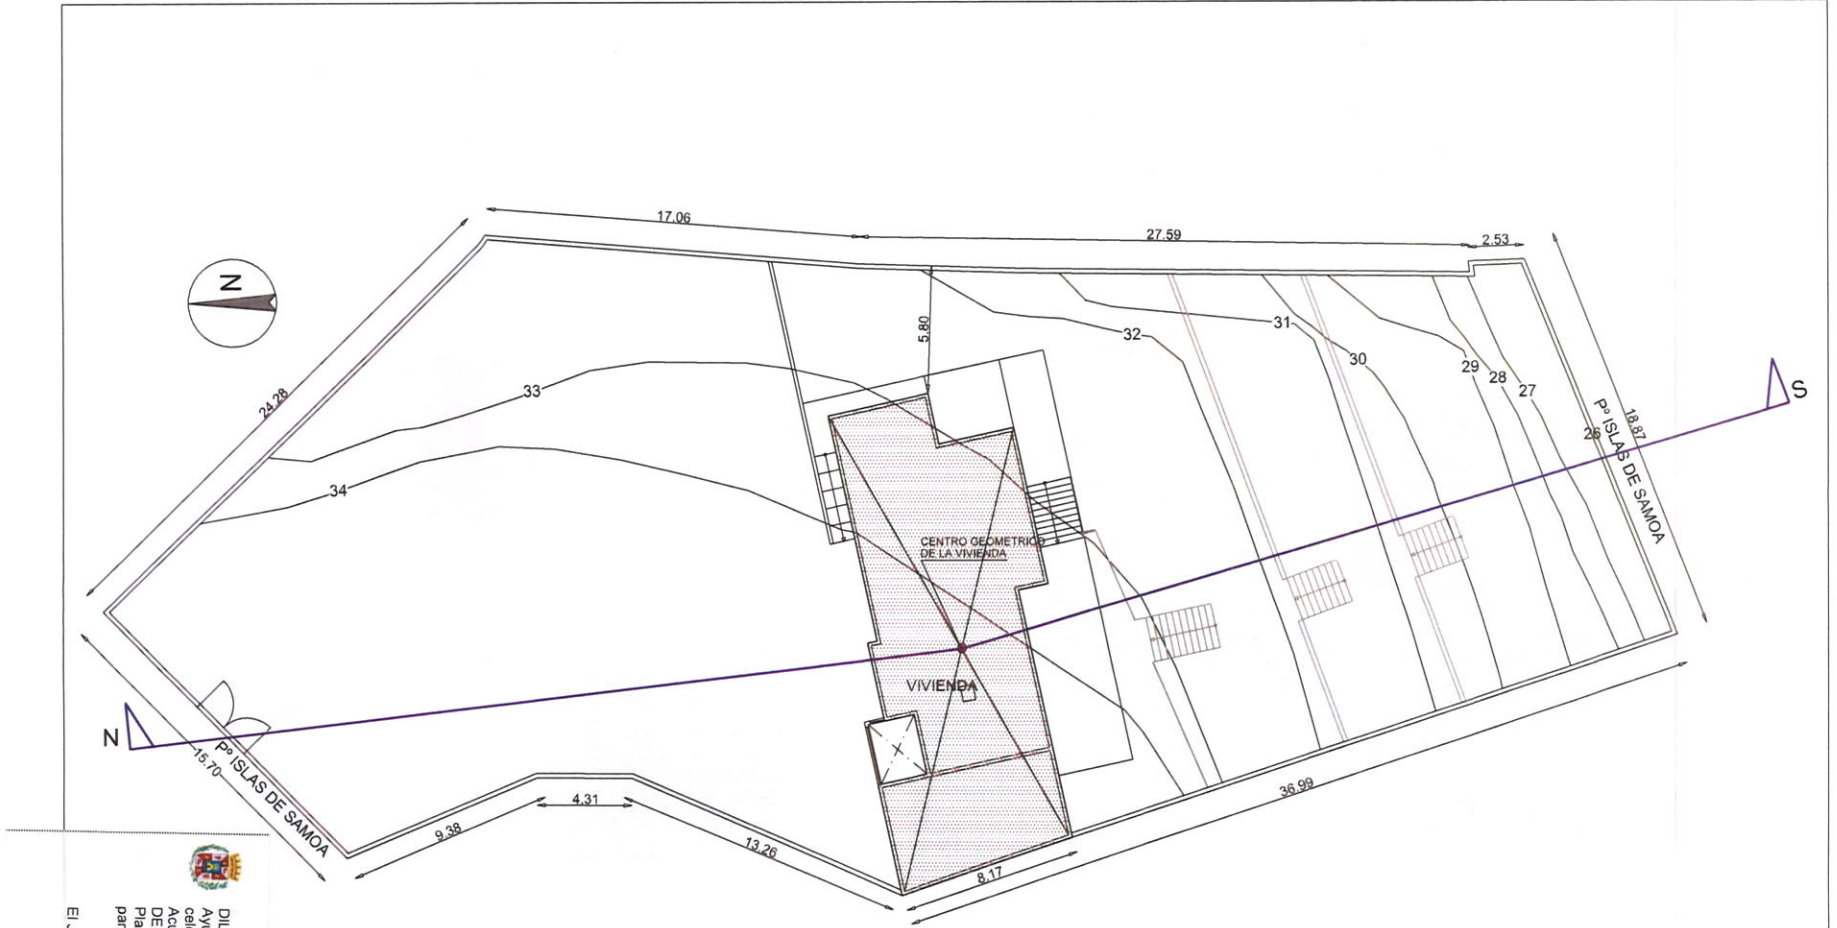 17.06
27.59
2.53
N
24.28
5.80
32
31
30
29
28
27
26
33
34
S
18.87
Pº ISLAS DE SAMOA
CENTRO GEOMETRICO
DE LA VIVIENDA
VIVIENDA
N
15.70
Pº ISLAS DE SAMOA
9.38
4.31
13.26
8.17
36.99
DE
El